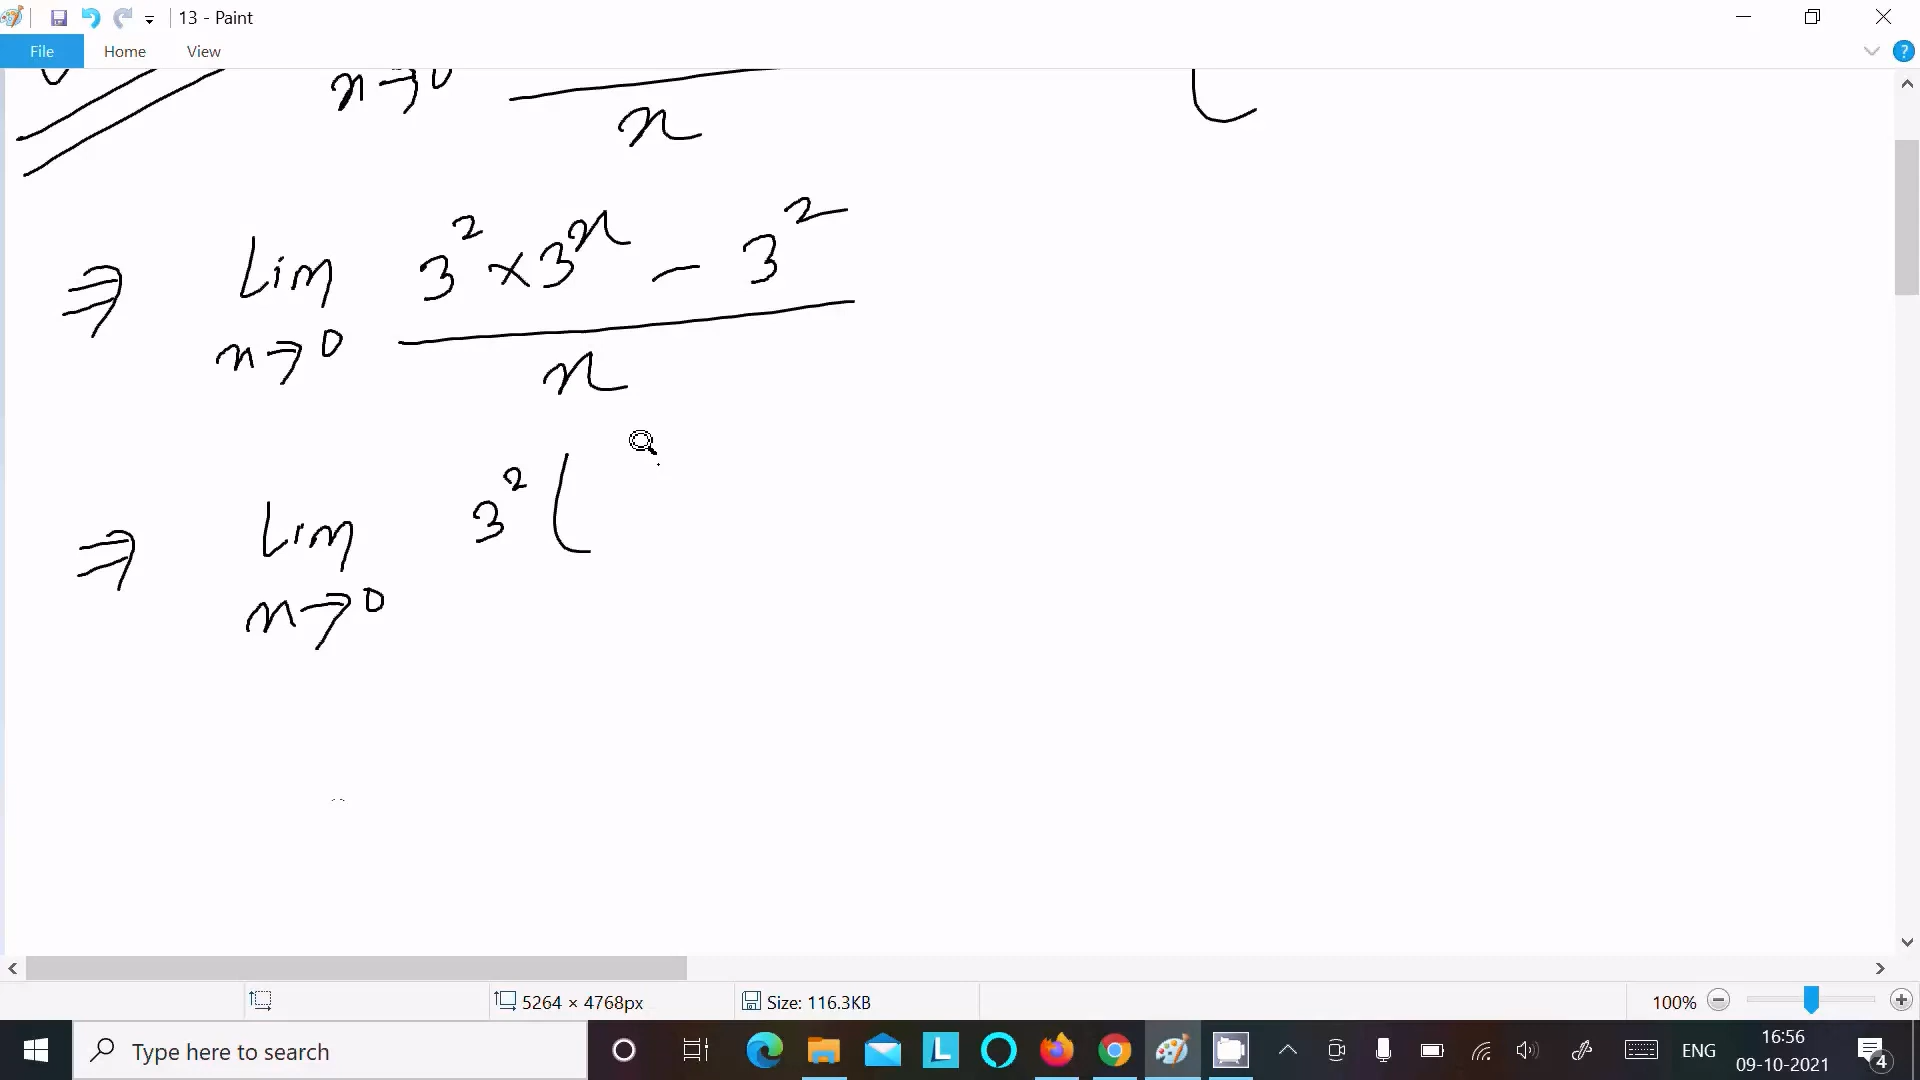 13 - Paint
File Home View
x→0
x
⇒ Lim 3² × 3ˣ – 3²
x→0 x
⇒ Lim 3² (
x→0
5264 × 4768px Size: 116.3KB 100%
Type here to search
ENG 16:56
09-10-2021
4